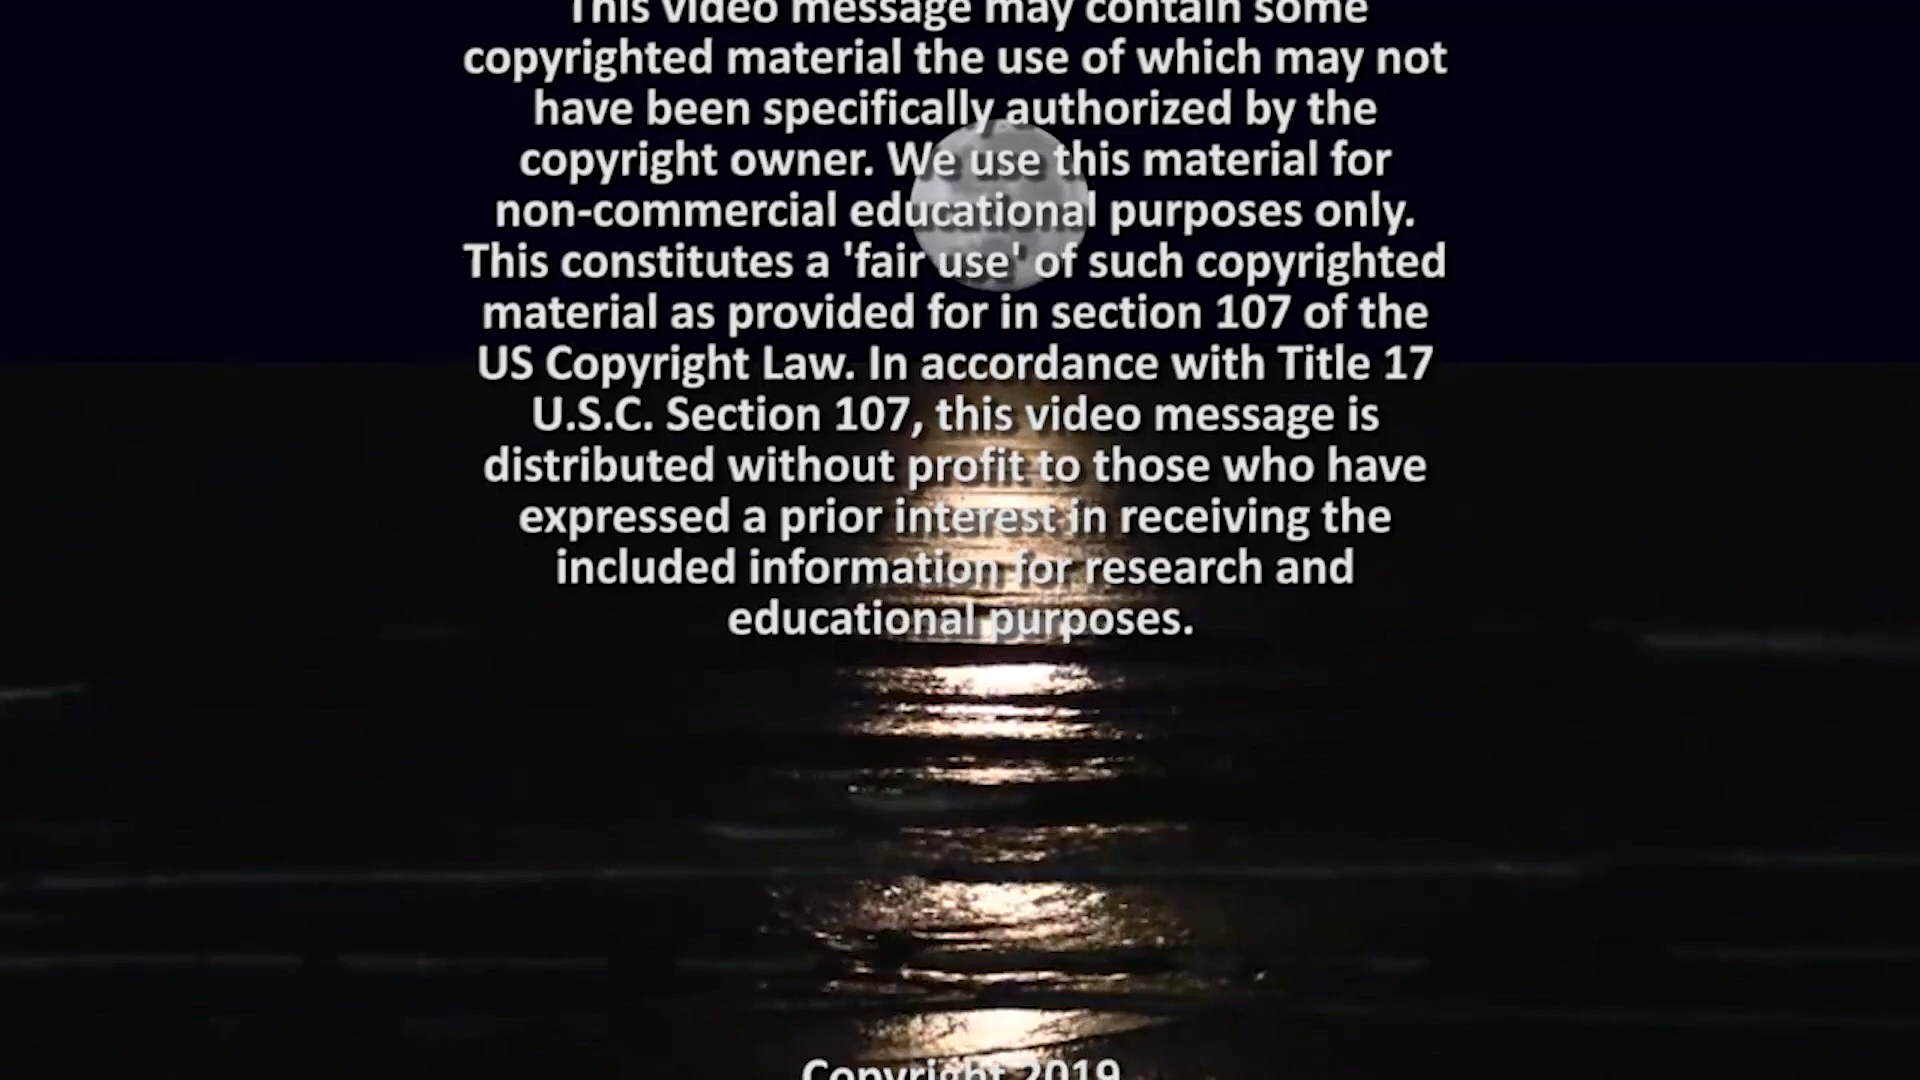 This video message may contain some
copyrighted material the use of which may not
have been specifically authorized by the
copyright owner. We use this material for
non-commercial educational purposes only.
This constitutes a 'fair use' of such copyrighted
material as provided for in section 107 of the
US Copyright Law. In accordance with Title 17
U.S.C. Section 107, this video message is
distributed without profit to those who have
expressed a prior interest in receiving the
included information for research and
educational purposes.
Copyright 2019